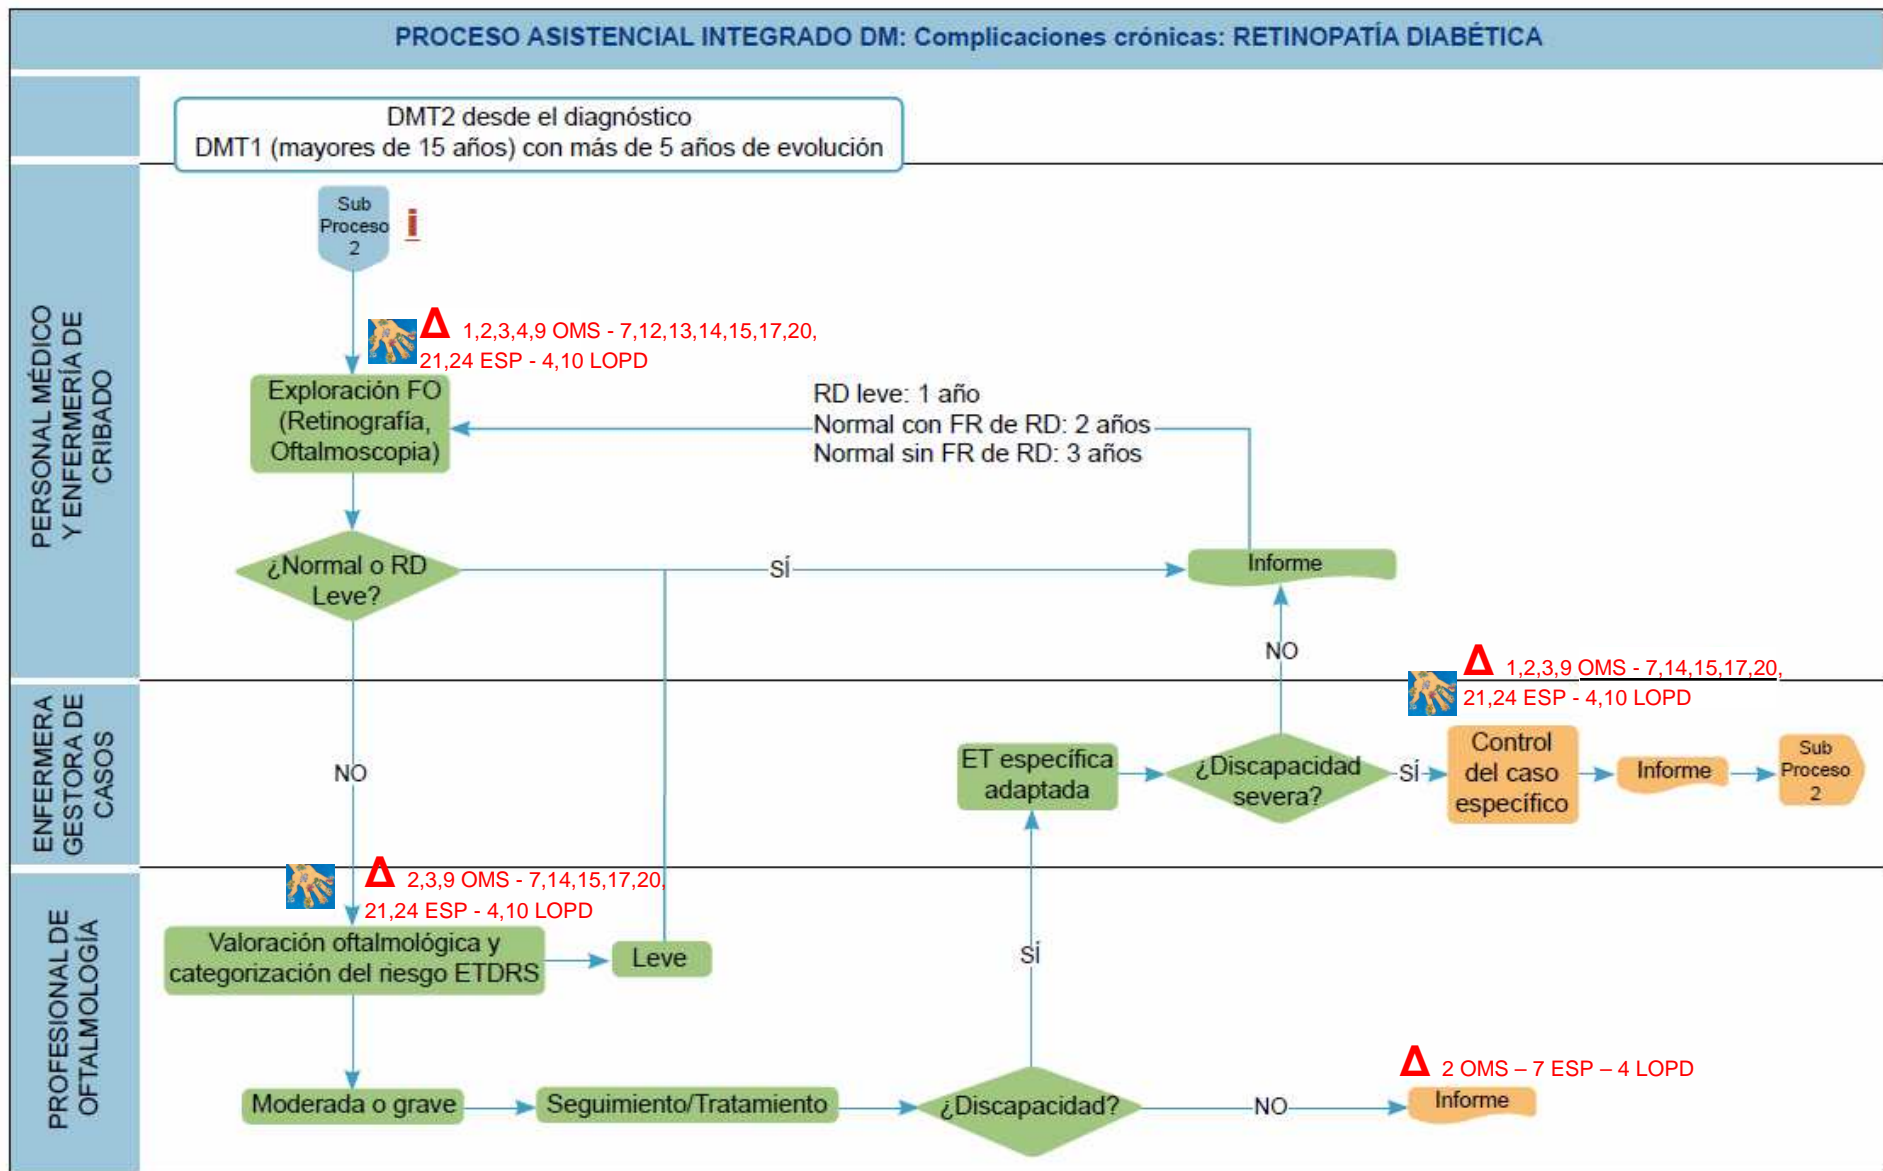 PROCESO ASISTENCIAL INTEGRADO DM: Complicaciones crónicas: RETINOPATÍA DIABÉTICA
DMT2 desde el diagnóstico
DMT1 (mayores de 15 años) con más de 5 años de evolución
PERSONAL MÉDICO
Y ENFERMERÍA DE
CRIBADO
Sub
Proceso
2
i
Δ 1,2,3,4,9 OMS - 7,12,13,14,15,17,20,
21,24 ESP - 4,10 LOPD
Exploración FO
(Retinografía,
Oftalmoscopia)
RD leve: 1 año
Normal con FR de RD: 2 años
Normal sin FR de RD: 3 años
¿Normal o RD
Leve?
SÍ
Informe
NO
NO
ENFERMERA
GESTORA DE
CASOS
Δ 1,2,3,9 OMS - 7,14,15,17,20,
21,24 ESP - 4,10 LOPD
ET específica
adaptada
¿Discapacidad
severa?
SÍ
Control
del caso
específico
Informe
Sub
Proceso
2
PROFESIONAL DE
OFTALMOLOGÍA
Δ 2,3,9 OMS - 7,14,15,17,20,
21,24 ESP - 4,10 LOPD
Valoración oftalmológica y
categorización del riesgo ETDRS
Leve
SÍ
Moderada o grave
Seguimiento/Tratamiento
¿Discapacidad?
NO
Δ 2 OMS – 7 ESP – 4 LOPD
Informe